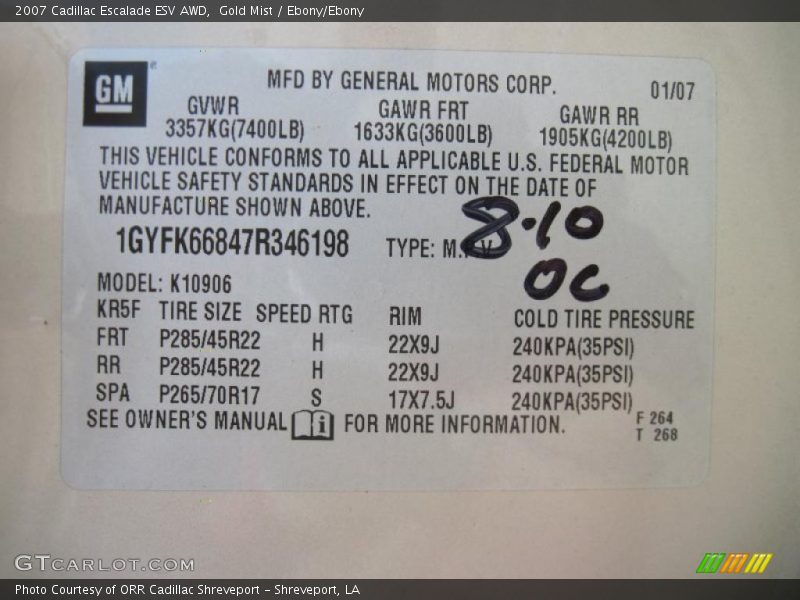 2007 Cadillac Escalade ESV AWD,  Gold Mist / Ebony/Ebony
GM
MFD BY GENERAL MOTORS CORP.
01/07
GVWR GAWR FRT GAWR RR
3357KG(7400LB) 1633KG(3600LB) 1905KG(4200LB)
THIS VEHICLE CONFORMS TO ALL APPLICABLE U.S. FEDERAL MOTOR
VEHICLE SAFETY STANDARDS IN EFFECT ON THE DATE OF
MANUFACTURE SHOWN ABOVE.
8-10
1GYFK66847R346198 TYPE: M.P.V
OC
MODEL: K10906
KR5F TIRE SIZE SPEED RTG RIM COLD TIRE PRESSURE
FRT P285/45R22 H 22X9J 240KPA(35PSI)
RR P285/45R22 H 22X9J 240KPA(35PSI)
SPA P265/70R17 S 17X7.5J 240KPA(35PSI)
SEE OWNER'S MANUAL i FOR MORE INFORMATION.
F 264
T 268
GTCARLOT.COM
Photo Courtesy of ORR Cadillac Shreveport - Shreveport, LA